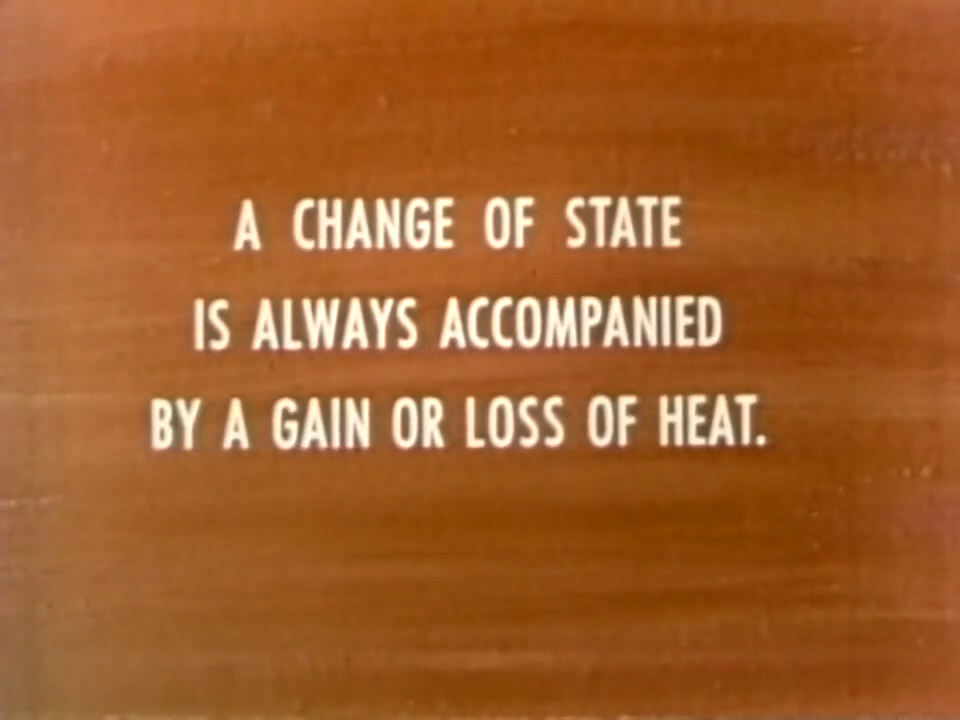 A CHANGE OF STATE
IS ALWAYS ACCOMPANIED
BY A GAIN OR LOSS OF HEAT.